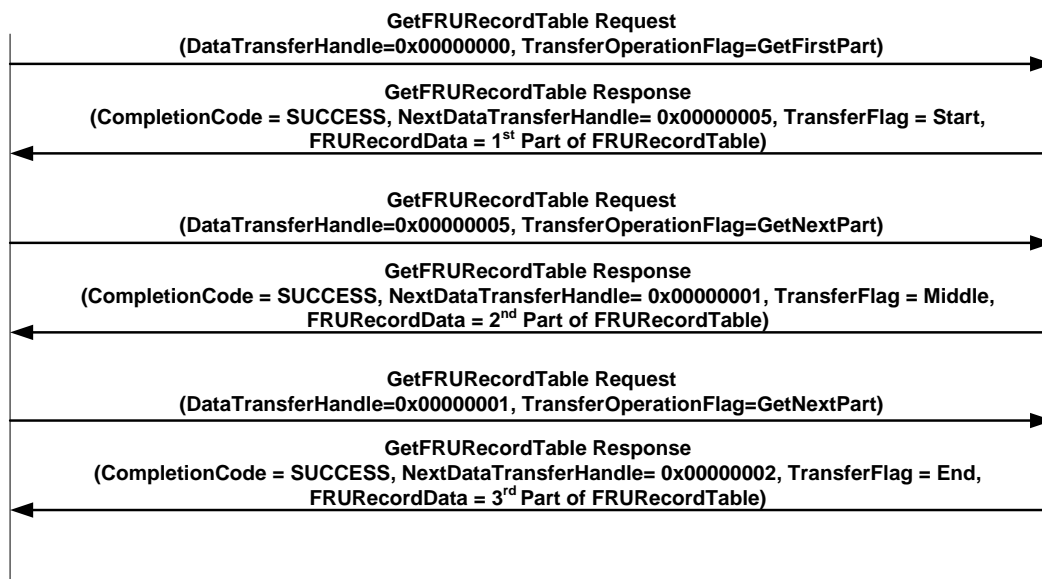 GetFRURecordTable Request
(DataTransferHandle=0x00000000, TransferOperationFlag=GetFirstPart)
GetFRURecordTable Response
(CompletionCode = SUCCESS, NextDataTransferHandle= 0x00000005, TransferFlag = Start,
FRURecordData = 1st Part of FRURecordTable)
GetFRURecordTable Request
(DataTransferHandle=0x00000005, TransferOperationFlag=GetNextPart)
GetFRURecordTable Response
(CompletionCode = SUCCESS, NextDataTransferHandle= 0x00000001, TransferFlag = Middle,
FRURecordData = 2nd Part of FRURecordTable)
GetFRURecordTable Request
(DataTransferHandle=0x00000001, TransferOperationFlag=GetNextPart)
GetFRURecordTable Response
(CompletionCode = SUCCESS, NextDataTransferHandle= 0x00000002, TransferFlag = End,
FRURecordData = 3rd Part of FRURecordTable)